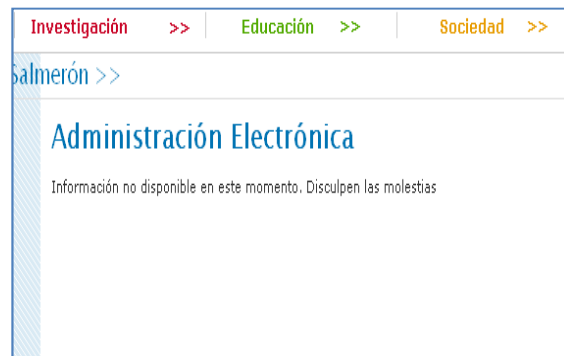 Investigación >> Educación >> Sociedad >>
Salmerón >>
Administración Electrónica
Información no disponible en este momento. Disculpen las molestias